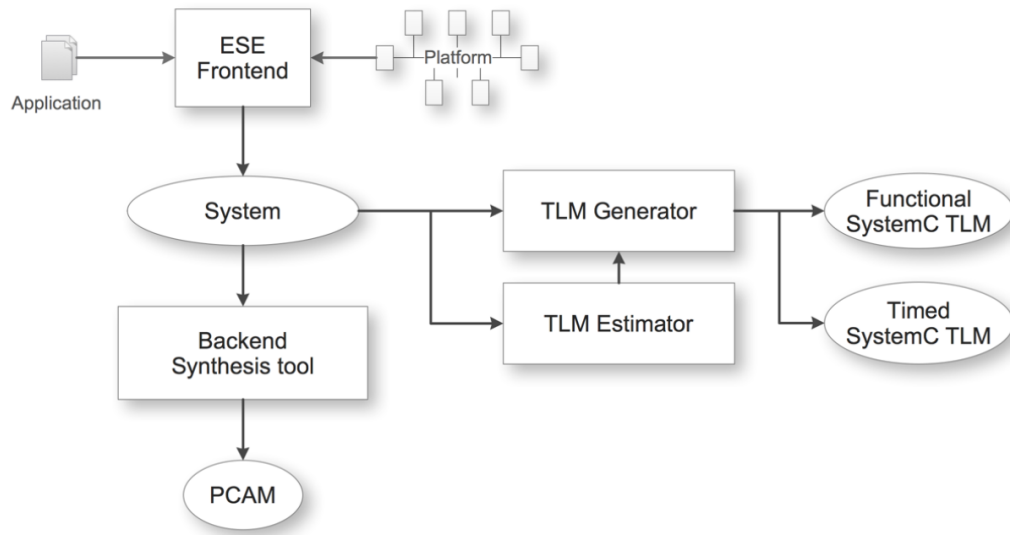 ESE
Frontend
Platform
Application
System
TLM Generator
Functional
SystemC TLM
TLM Estimator
Timed
SystemC TLM
Backend
Synthesis tool
PCAM